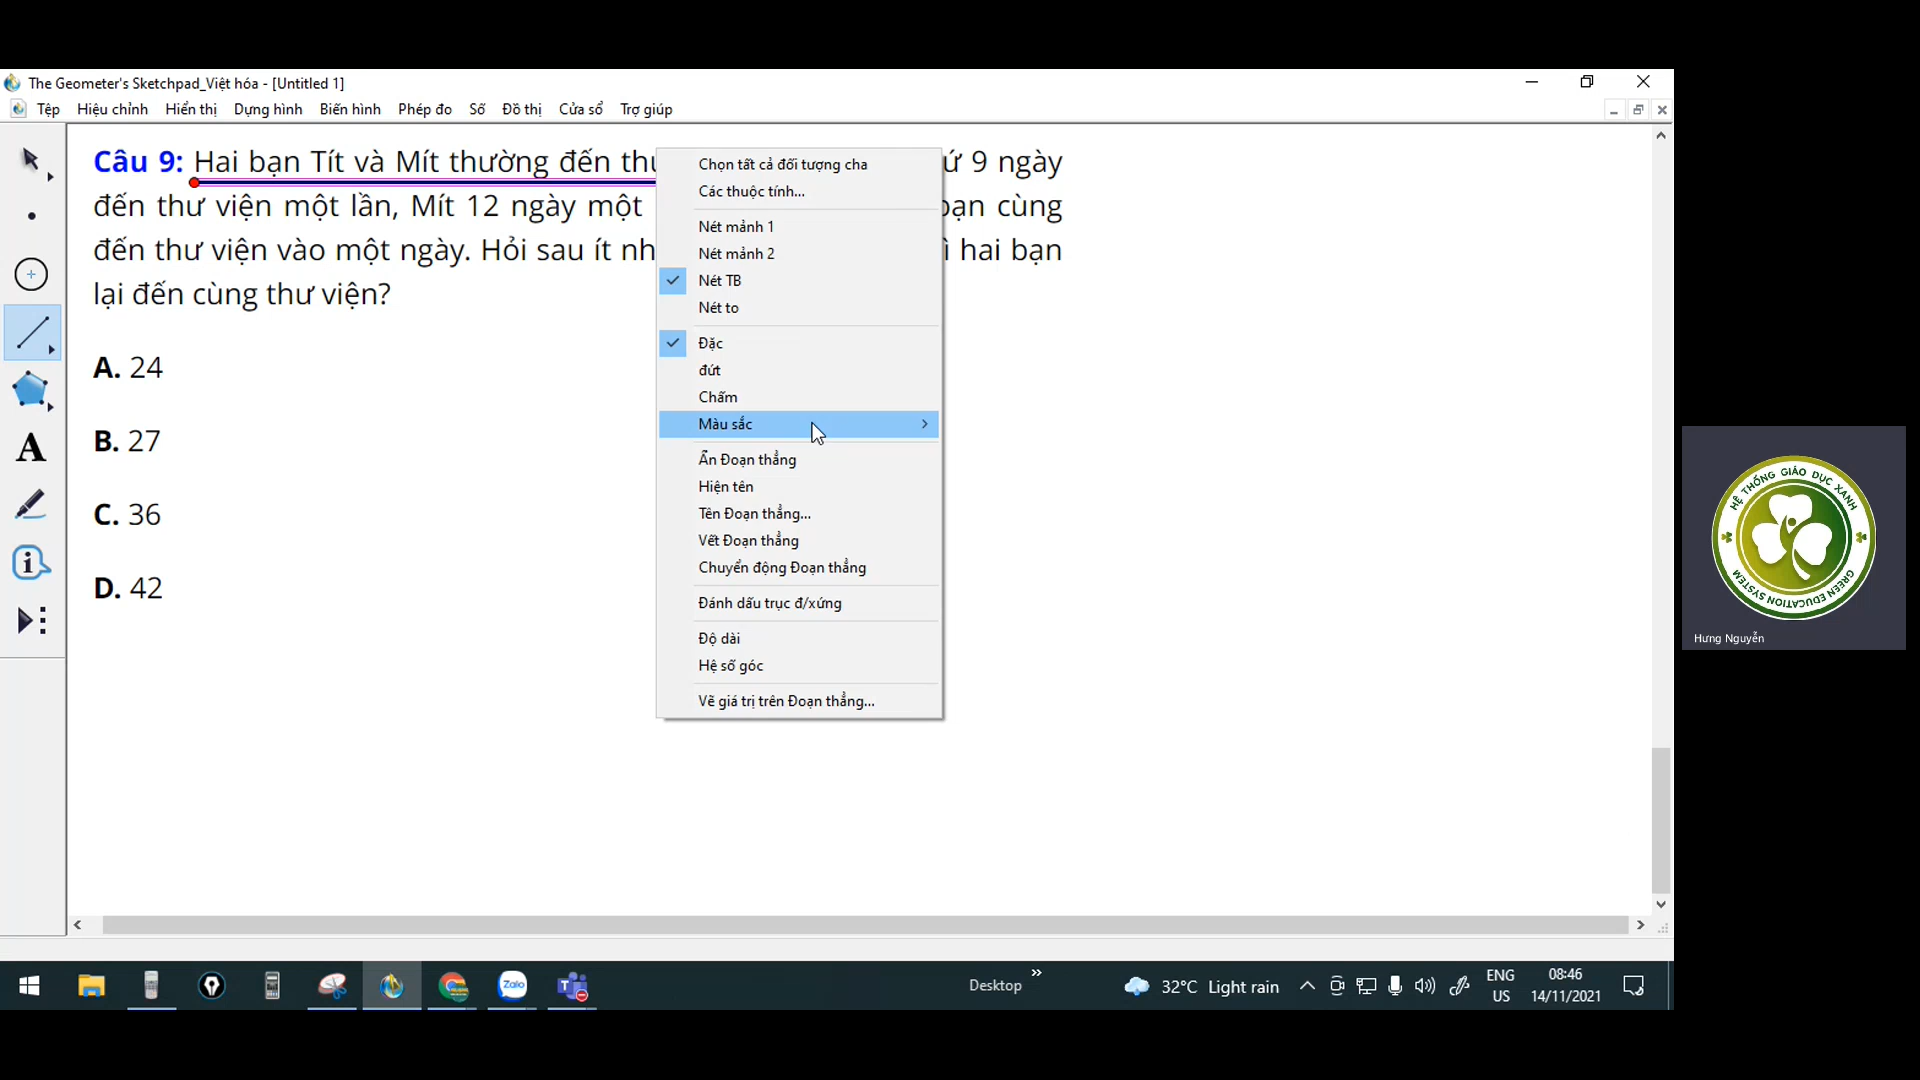 The Geometer's Sketchpad_Việt hóa - [Untitled 1]
Tệp Hiệu chỉnh Hiển thị Dựng hình Biến hình Phép đo Số Đồ thị Cửa sổ Trợ giúp
Câu 9: Hai bạn Tít và Mít thường đến thư 9 ngày
đến thư viện một lần, Mít 12 ngày một bạn cùng
đến thư viện vào một ngày. Hỏi sau ít hai bạn
lại đến cùng thư viện?
A. 24
B. 27
C. 36
D. 42
Chọn tất cả đối tượng cha
Các thuộc tính...
Nét mảnh 1
Nét mảnh 2
Nét TB
Nét to
Đặc
đứt
Chấm
Màu sắc
Ẩn Đoạn thẳng
Hiện tên
Tên Đoạn thẳng...
Vết Đoạn thẳng
Chuyển động Đoạn thẳng
Đánh dấu trục đ/xứng
Độ dài
Hệ số góc
Vẽ giá trị trên Đoạn thẳng...
HỆ THỐNG GIÁO DỤC XANH
GREEN EDUCATION SYSTEM
Hưng Nguyễn
Zalo
Desktop
32°C Light rain
ENG
US
08:46
14/11/2021